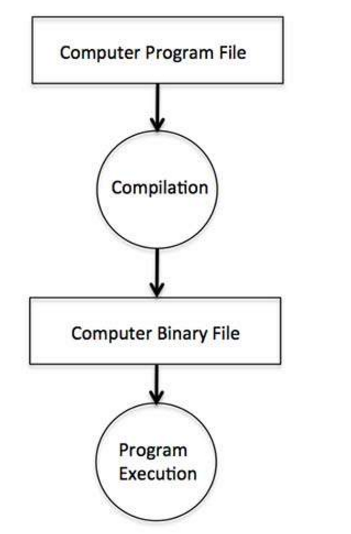 Computer Program File
Compilation
Computer Binary File
Program
Execution